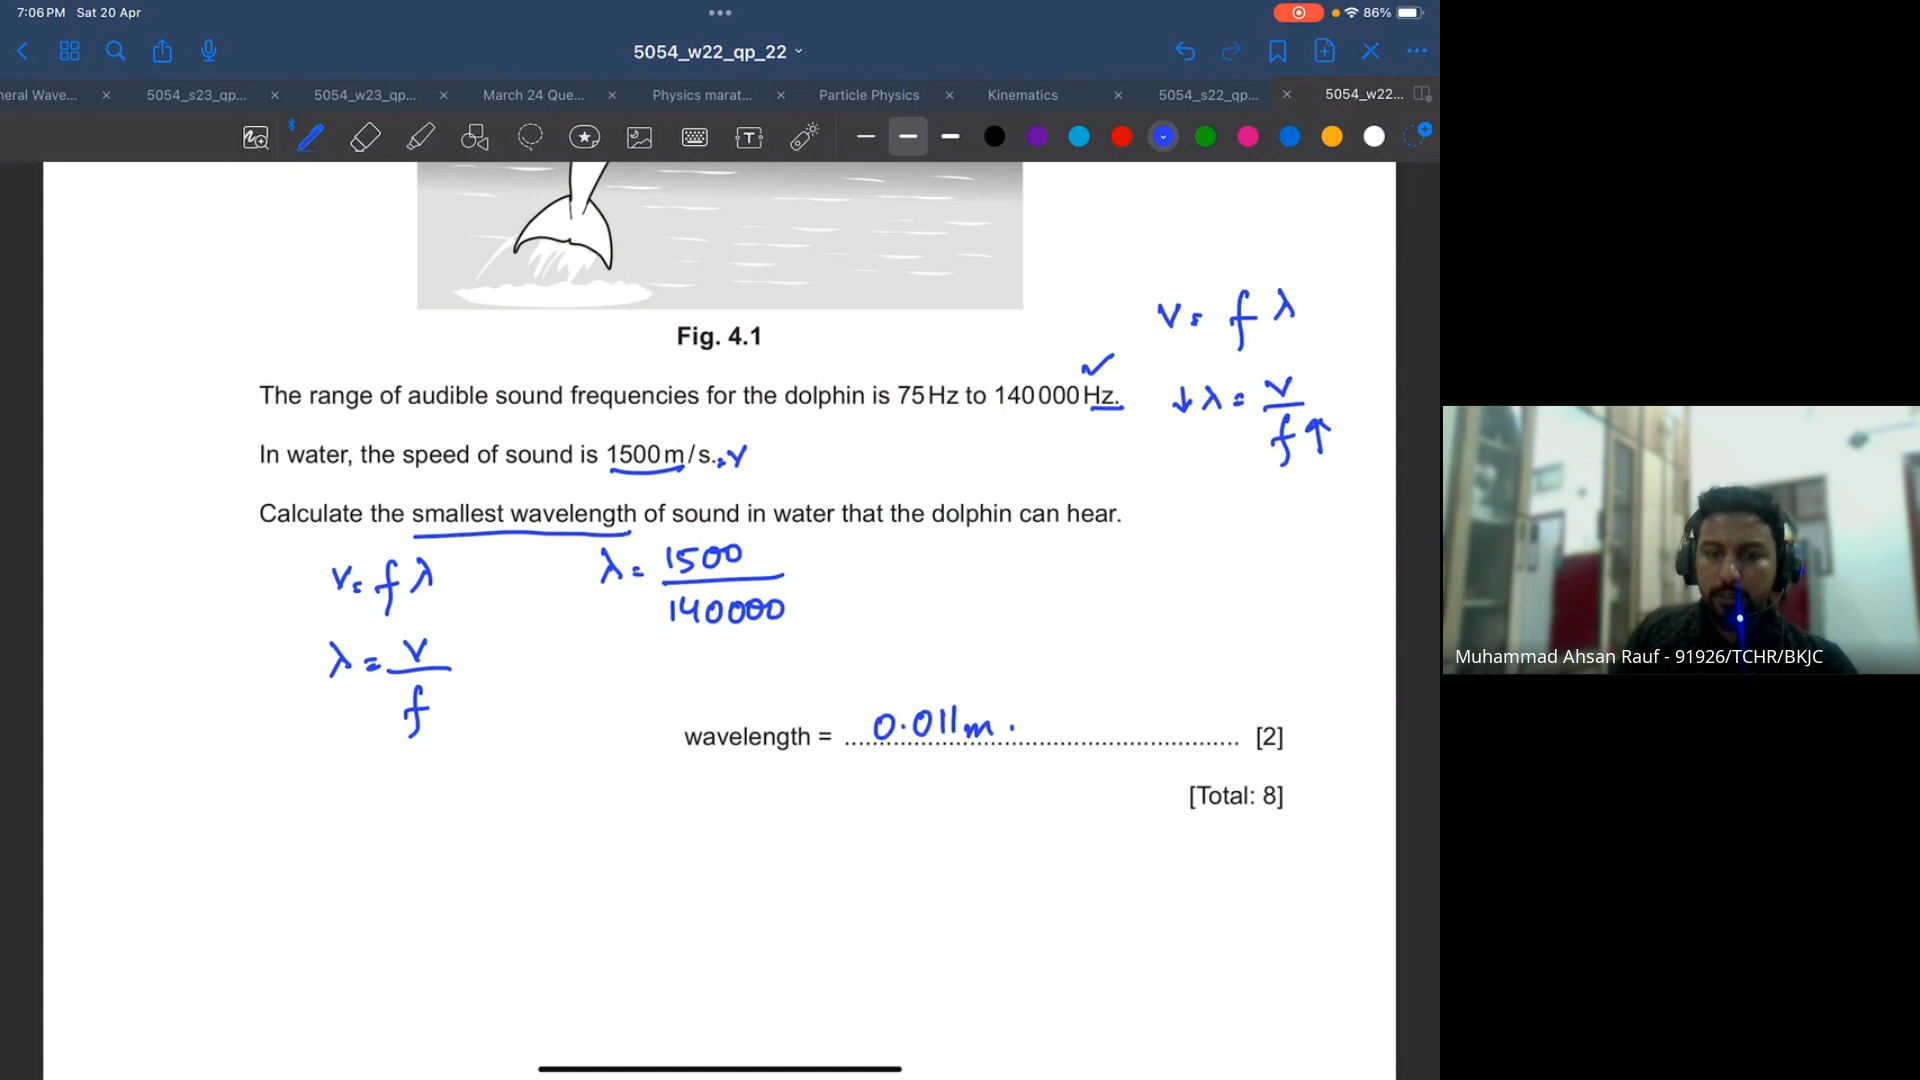 7:06 PM Sat 20 Apr
86%
5054_w22_qp_22
neral Wave...
5054_s23_qp...
5054_w23_qp...
March 24 Que...
Physics marat...
Particle Physics
Kinematics
5054_s22_qp...
5054_w22...
Fig. 4.1
v = f λ
The range of audible sound frequencies for the dolphin is 75 Hz to 140 000 Hz.
↓ λ = v / f ↑
In water, the speed of sound is 1500 m / s. = v
Calculate the smallest wavelength of sound in water that the dolphin can hear.
v = f λ
λ = 1500 / 140000
λ = v / f
wavelength = 0.011 m. [2]
[Total: 8]
Muhammad Ahsan Rauf - 91926/TCHR/BKJC